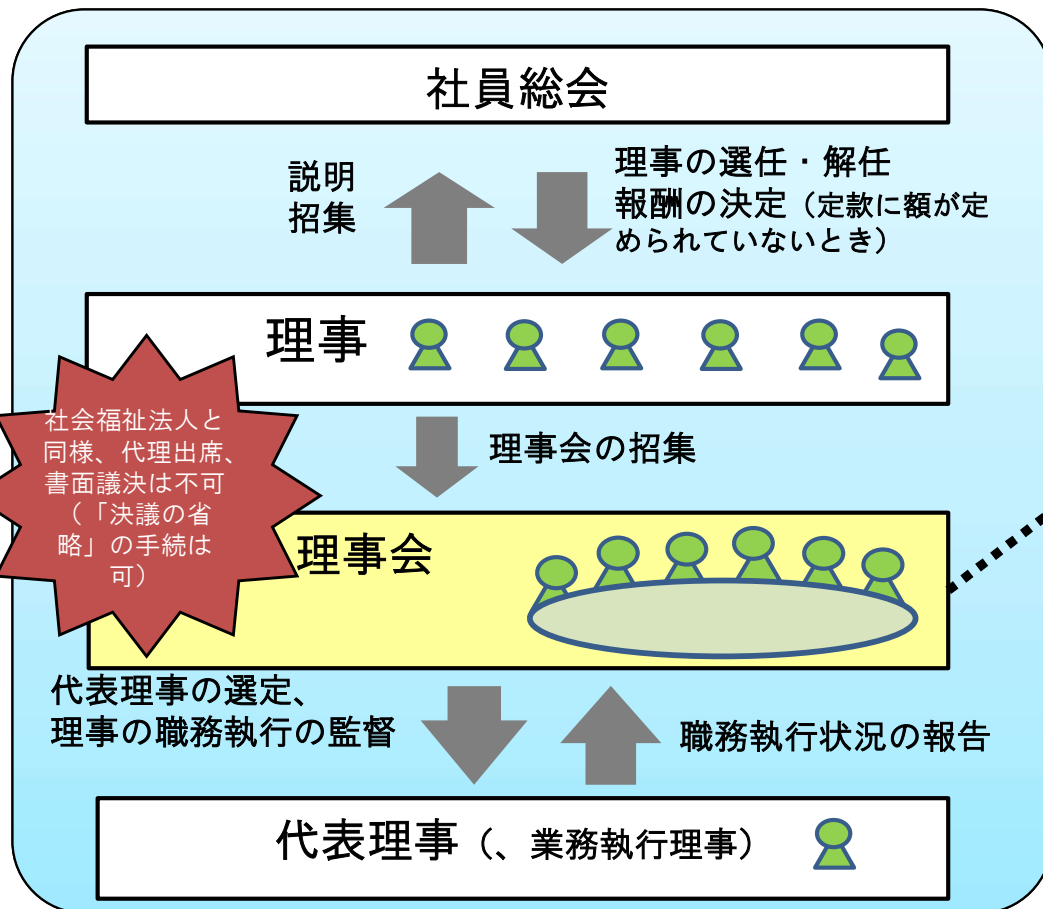 社員総会
説明
招集
理事の選任・解任
報酬の決定（定款に額が定
められていないとき）
理事
社会福祉法人と
同様、代理出席、
書面議決は不可
（「決議の省
略」の手続は
可）
理事会の招集
理事会
代表理事の選定、
理事の職務執行の監督
職務執行状況の報告
代表理事（、業務執行理事）